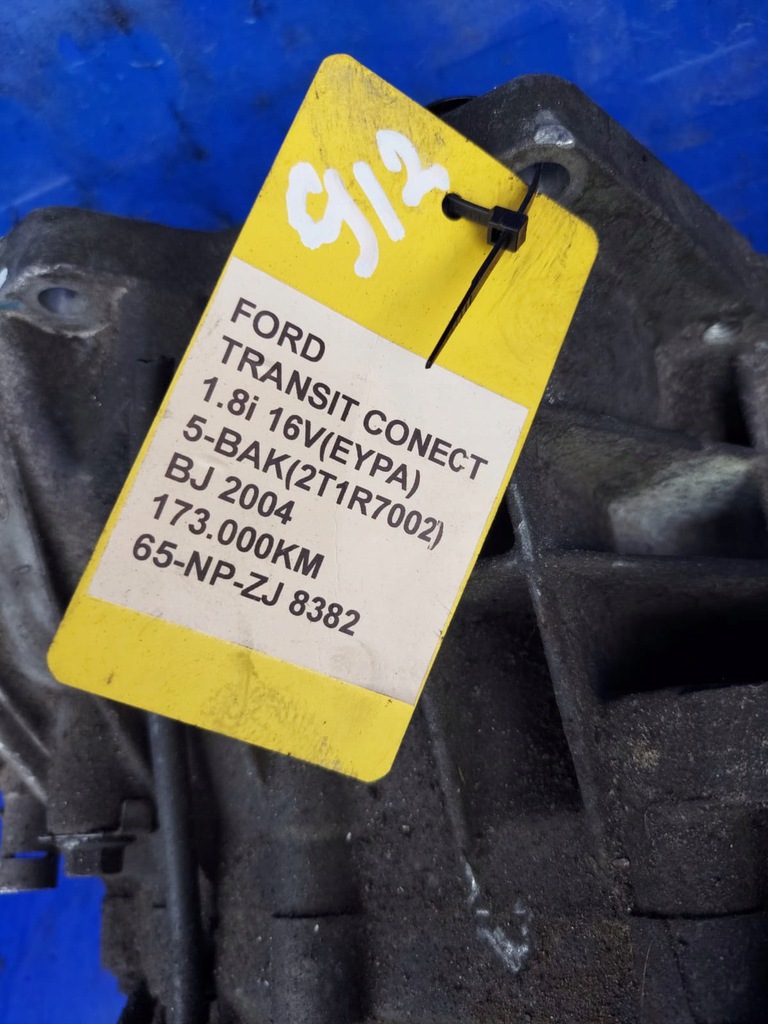 912
FORD
TRANSIT CONECT
1.8i 16V(EYPA)
5-BAK(2T1R7002)
BJ 2004
173.000KM
65-NP-ZJ 8382